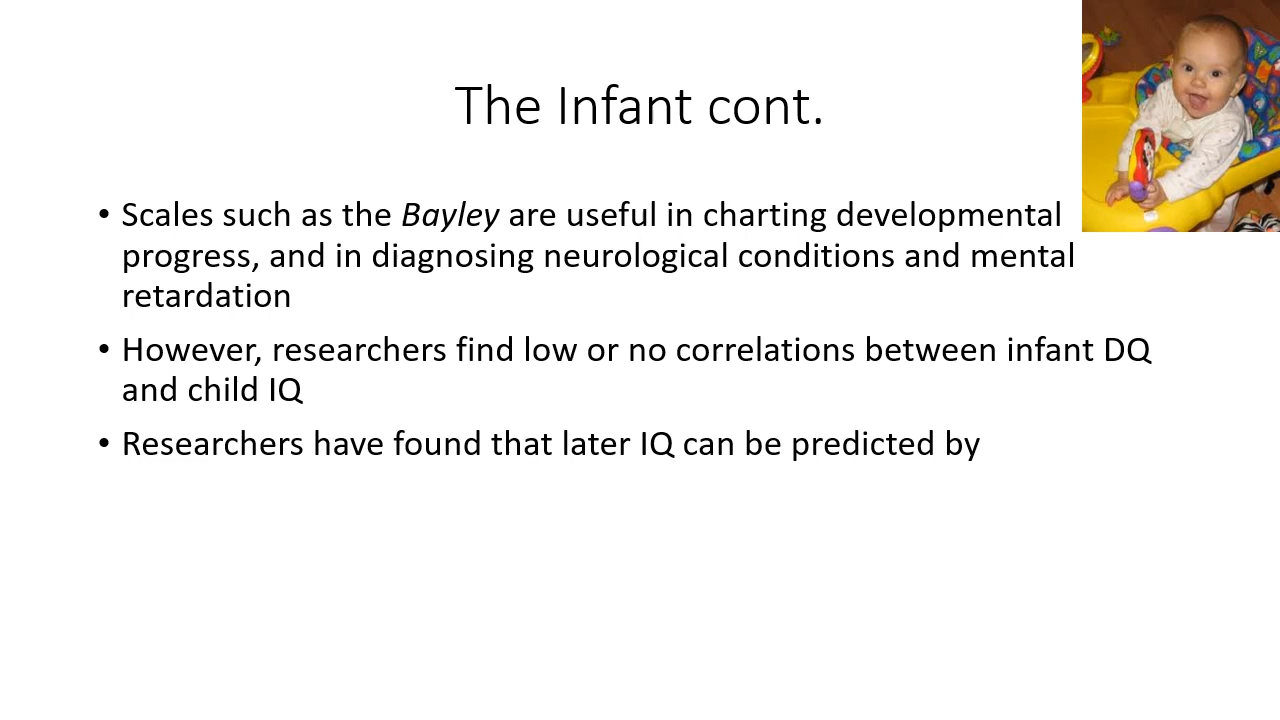 The Infant cont.
• Scales such as the Bayley are useful in charting developmental
progress, and in diagnosing neurological conditions and mental
retardation
• However, researchers find low or no correlations between infant DQ
and child IQ
• Researchers have found that later IQ can be predicted by